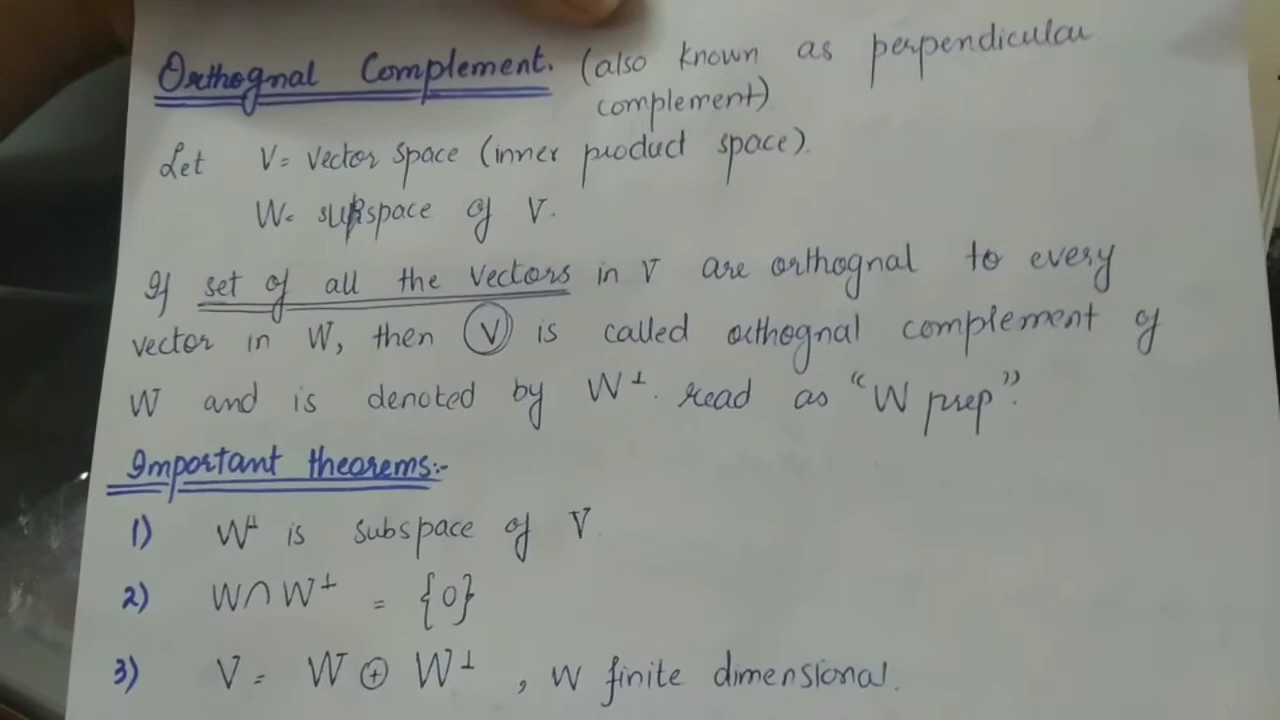 Orthognal Complement. (also known as perpendicular
complement)
Let V= vector space (inner product space).
W= subspace of V.
If set of all the vectors in V are orthognal to every
vector in W, then V is called orthognal complement of
W and is denoted by W⊥. read as "W prep".
Important theorems:-
1) W⊥ is subspace of V
2) W∩W⊥ = {0}
3) V= W ⊕ W⊥, W finite dimensional.